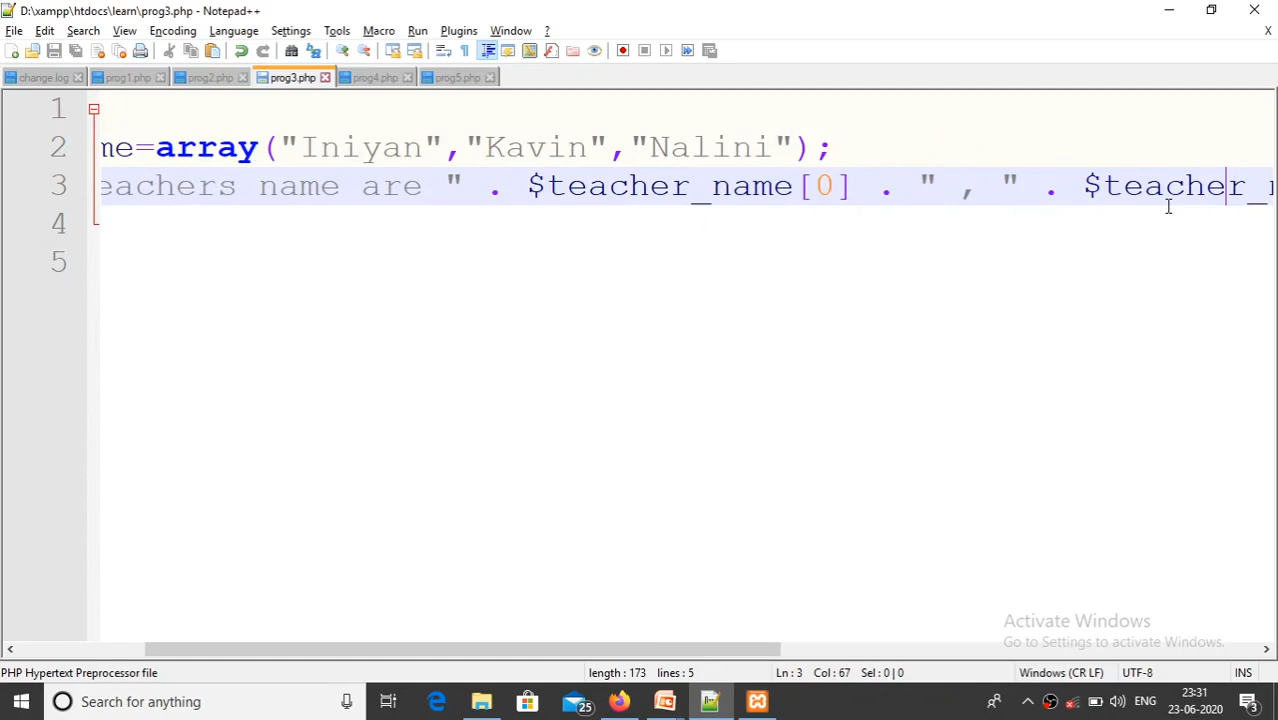 D:\xampp\htdocs\learn\prog3.php - Notepad++
File Edit Search View Encoding Language Settings Tools Macro Run Plugins Window ?
X
change.log prog1.php prog2.php prog3.php prog4.php prog5.php
1
2 me=array("Iniyan","Kavin","Nalini");
3 eachers name are " . $teacher_name[0] . " , " . $teacher_n
4
5
Activate Windows
Go to Settings to activate Windows.
PHP Hypertext Preprocessor file length : 173 lines : 5 Ln : 3 Col : 67 Sel : 0 | 0 Windows (CR LF) UTF-8 INS
Search for anything 25 ENG 23:31
23-06-2020 3